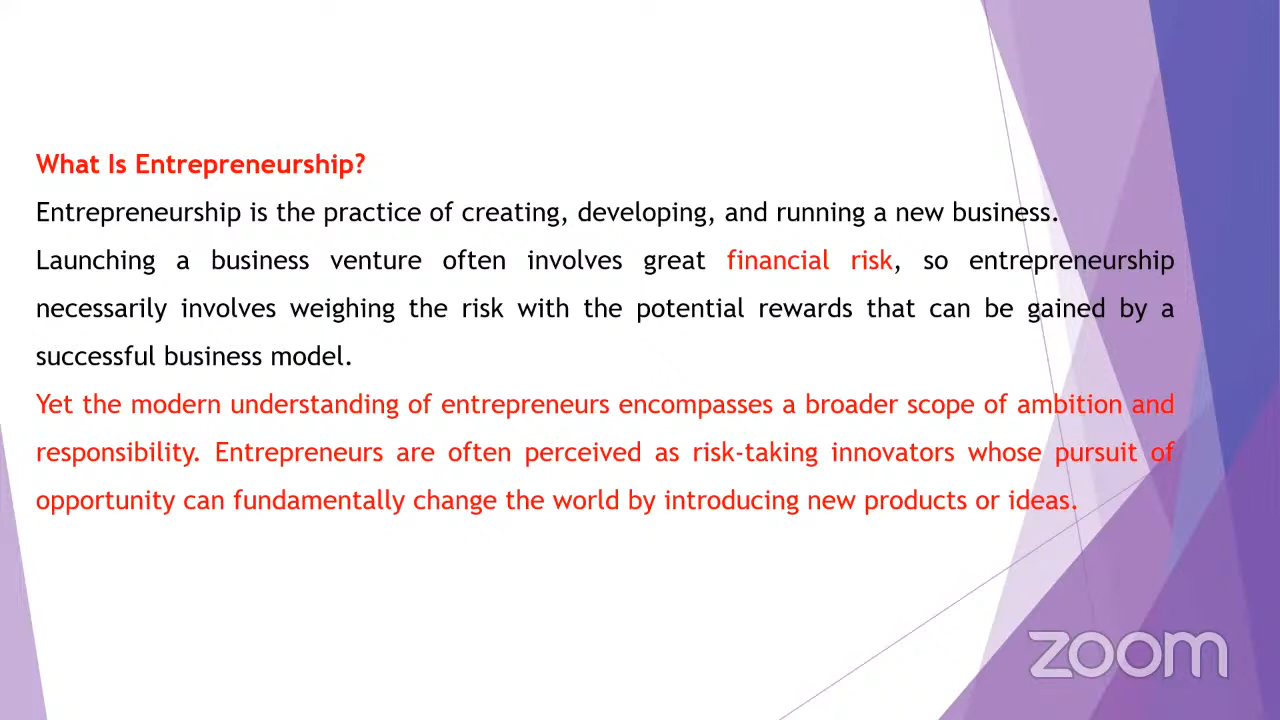 What Is Entrepreneurship?
Entrepreneurship is the practice of creating, developing, and running a new business.
Launching a business venture often involves great financial risk, so entrepreneurship
necessarily involves weighing the risk with the potential rewards that can be gained by a
successful business model.
Yet the modern understanding of entrepreneurs encompasses a broader scope of ambition and
responsibility. Entrepreneurs are often perceived as risk-taking innovators whose pursuit of
opportunity can fundamentally change the world by introducing new products or ideas.
zoom